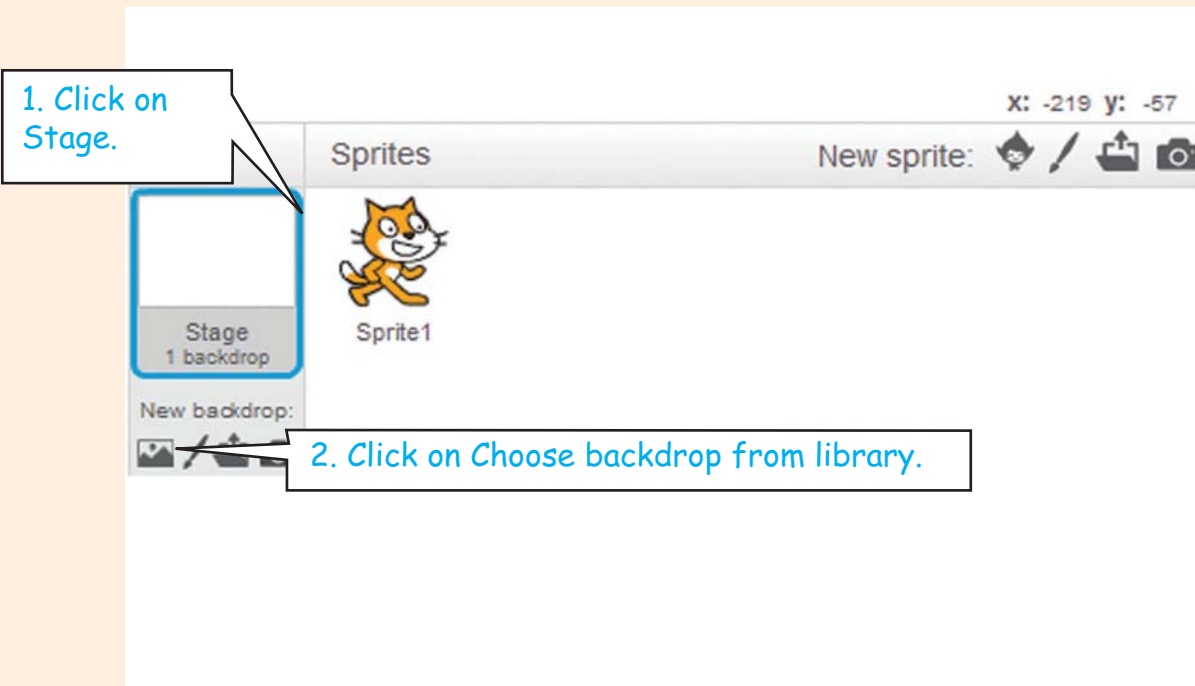 1. Click on
Stage.
x: -219 y: -57
Sprites
New sprite:
Stage
1 backdrop
Sprite1
New backdrop:
2. Click on Choose backdrop from library.